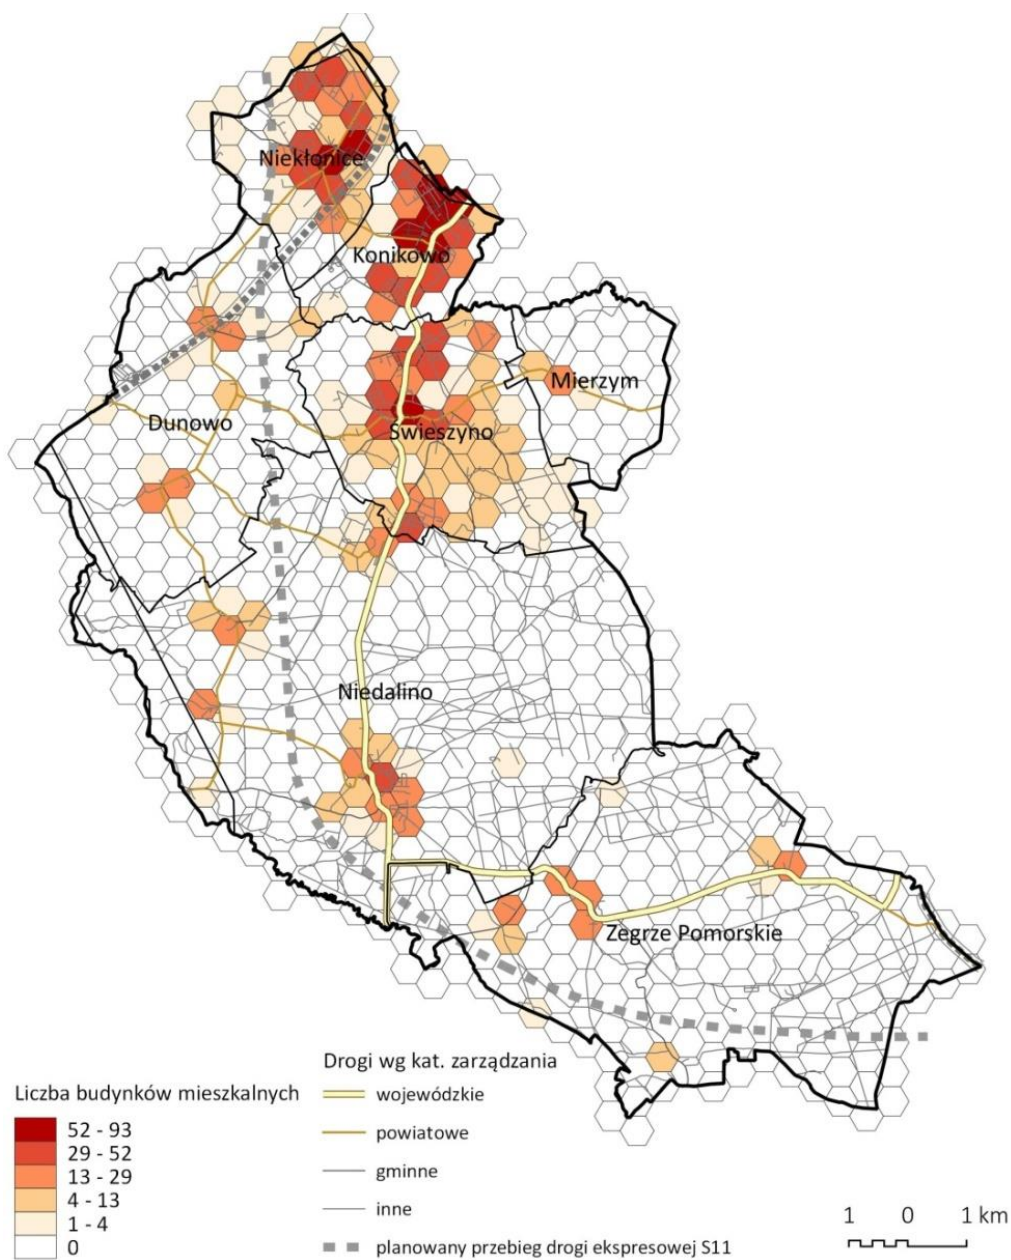 Niekłonice
Konikowo
Mierzym
Dunowo
Świeszyno
Niedalino
Zegrze Pomorskie
Liczba budynków mieszkalnych
52 - 93
29 - 52
13 - 29
4 - 13
1 - 4
0
Drogi wg kat. zarządzania
wojewódzkie
powiatowe
gminne
inne
planowany przebieg drogi ekspresowej S11
1 0 1 km